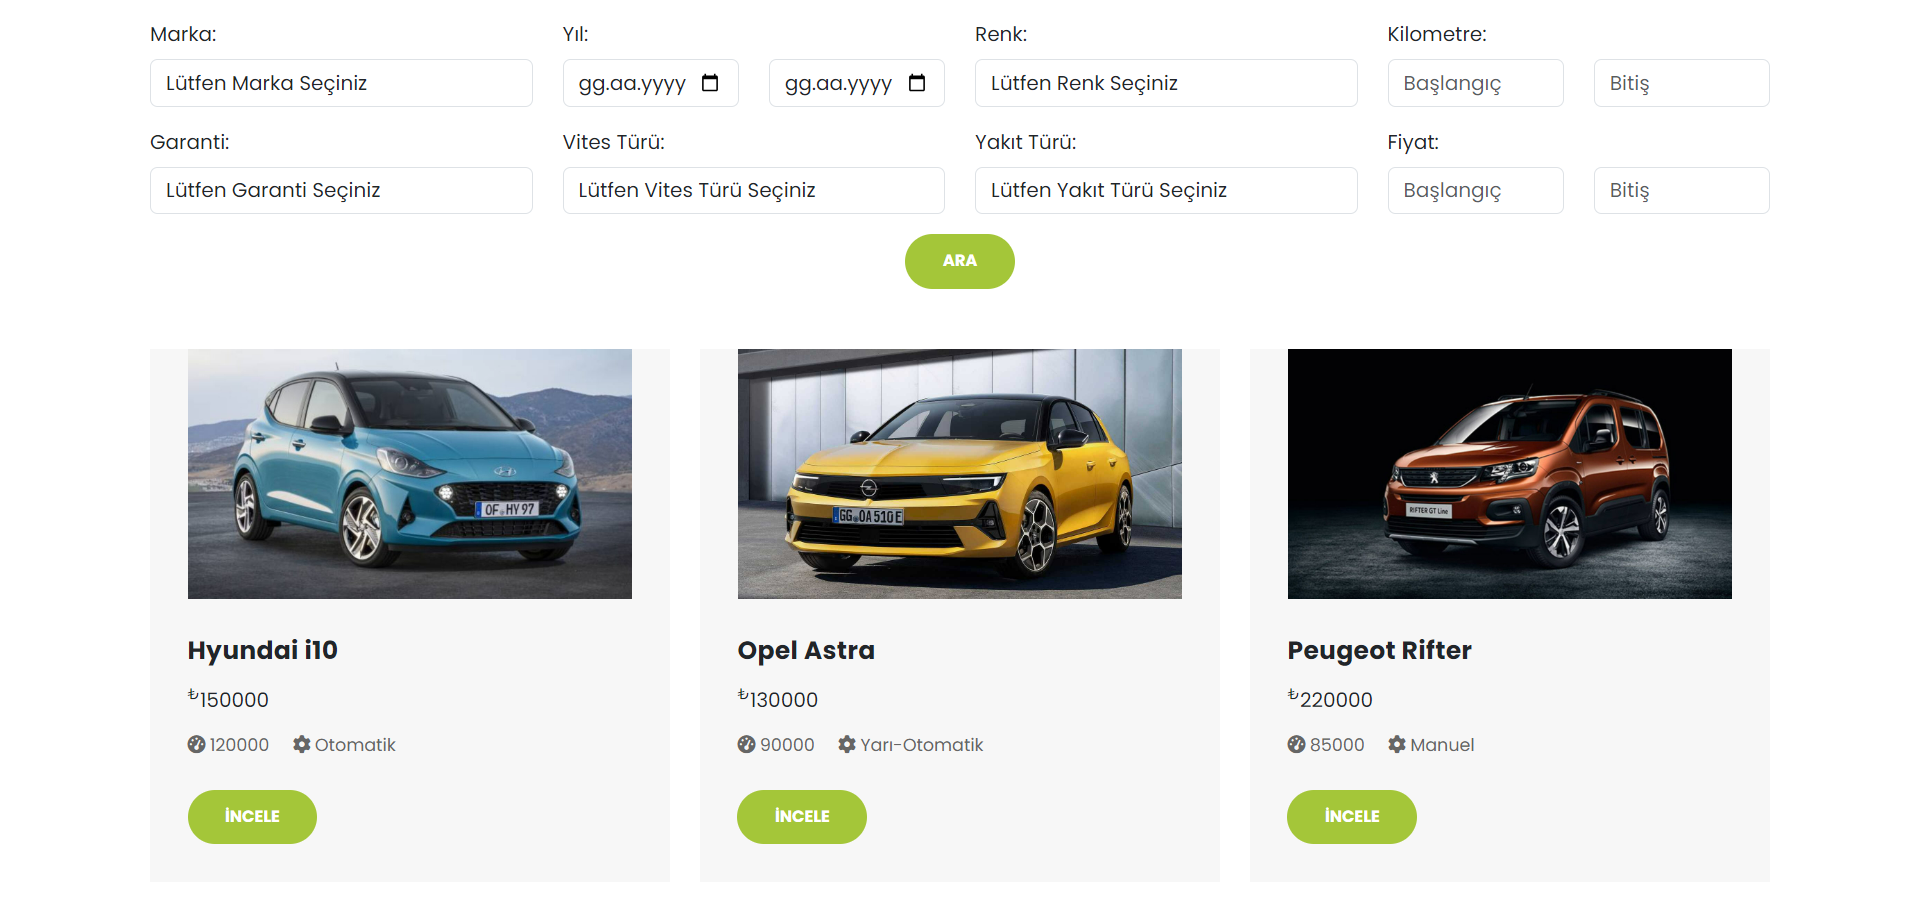 Marka: Yıl: Renk: Kilometre:
Lütfen Marka Seçiniz gg.aa.yyyy gg.aa.yyyy Lütfen Renk Seçiniz Başlangıç Bitiş
Garanti: Vites Türü: Yakıt Türü: Fiyat:
Lütfen Garanti Seçiniz Lütfen Vites Türü Seçiniz Lütfen Yakıt Türü Seçiniz Başlangıç Bitiş
ARA
OF HY 97
GG OA 510 E
RIFTER GT Line
Hyundai i10 Opel Astra Peugeot Rifter
₺150000 ₺130000 ₺220000
120000 Otomatik 90000 Yarı-Otomatik 85000 Manuel
İNCELE İNCELE İNCELE